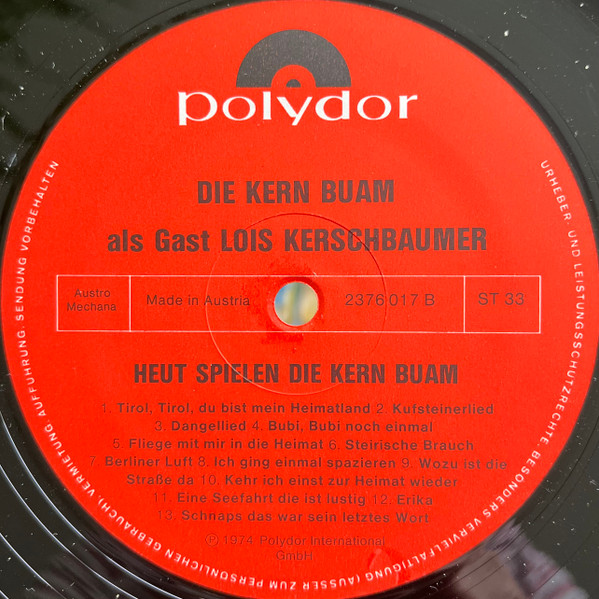 polydor
DIE KERN BUAM
als Gast LOIS KERSCHBAUMER
Austro
Mechana
Made in Austria
2376 017 B
ST 33
HEUT SPIELEN DIE KERN BUAM
1. Tirol, Tirol, du bist mein Heimatland 2. Kufsteinerlied
3. Dangellied 4. Bubi, Bubi noch einmal
5. Fliege mit mir in die Heimat 6. Steirische Brauch
7. Berliner Luft 8. Ich ging einmal spazieren 9. Wozu ist die
Straße da 10. Kehr ich einst zur Heimat wieder
11. Eine Seefahrt die ist lustig 12. Erika
13. Schnaps das war sein letztes Wort
Ⓟ 1974 Polydor International
GmbH
URHEBER- UND LEISTUNGSSCHUTZRECHTE, BESONDERS VERVIELFÄLTIGUNG (AUSSER ZUM PERSÖNLICHEN GEBRAUCH), VERMIETUNG, AUFFÜHRUNG, SENDUNG VORBEHALTEN